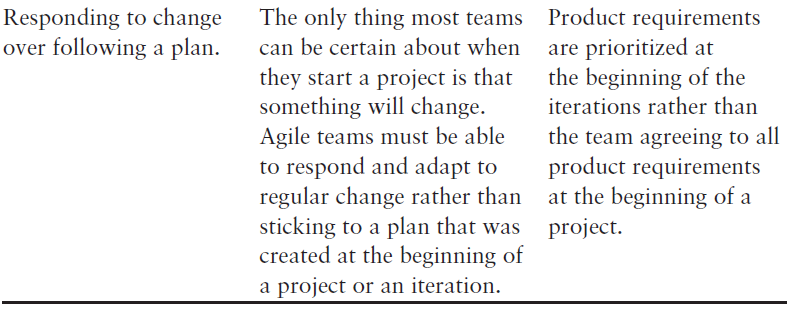 Responding to change
over following a plan.
The only thing most teams
can be certain about when
they start a project is that
something will change.
Agile teams must be able
to respond and adapt to
regular change rather than
sticking to a plan that was
created at the beginning of
a project or an iteration.
Product requirements
are prioritized at
the beginning of the
iterations rather than
the team agreeing to all
product requirements
at the beginning of a
project.